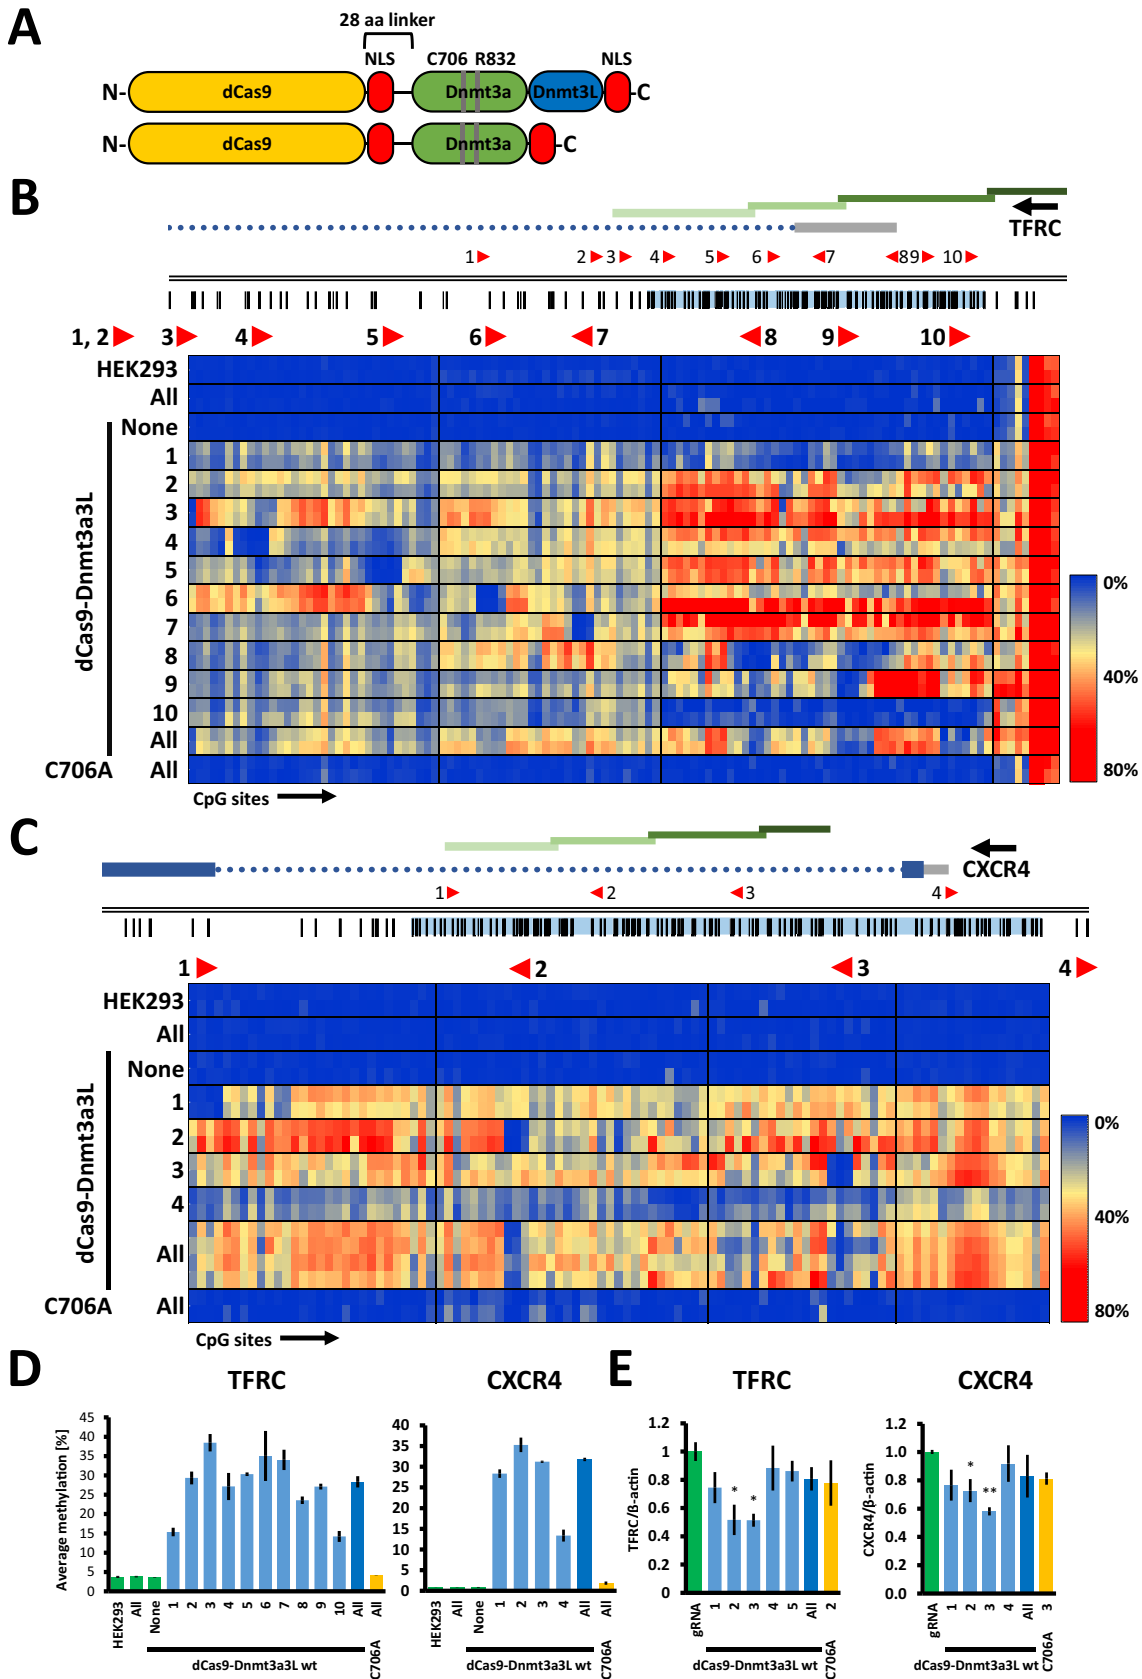 A
28 aa linker
NLS C706 R832 NLS
N- dCas9 Dnmt3a Dnmt3L -C
N- dCas9 Dnmt3a -C
B
TFRC
1 2 3 4 5 6 7 8 9 10
1, 2 3 4 5 6 7 8 9 10
HEK293
All
None
1
2
3
4
5
6
7
8
9
10
All
C706A All
dCas9-Dnmt3a3L
CpG sites
0%
40%
80%
C
CXCR4
1 2 3 4
1 2 3 4
HEK293
All
None
1
2
3
4
All
C706A All
dCas9-Dnmt3a3L
CpG sites
0%
40%
80%
D
TFRC
Average methylation [%]
45
40
35
30
25
20
15
10
5
0
HEK293 All None 1 2 3 4 5 6 7 8 9 10 All All
dCas9-Dnmt3a3L wt C706A
CXCR4
40
35
30
25
20
15
10
5
0
HEK293 All None 1 2 3 4 All All
dCas9-Dnmt3a3L wt C706A
E
TFRC
TFRC/β-actin
1.2
1
0.8
0.6
0.4
0.2
0
* *
gRNA 1 2 3 4 5 All 2
dCas9-Dnmt3a3L wt C706A
CXCR4
CXCR4/β-actin
1.2
1.0
0.8
0.6
0.4
0.2
0.0
* **
gRNA 1 2 3 4 All 3
dCas9-Dnmt3a3L wt C706A